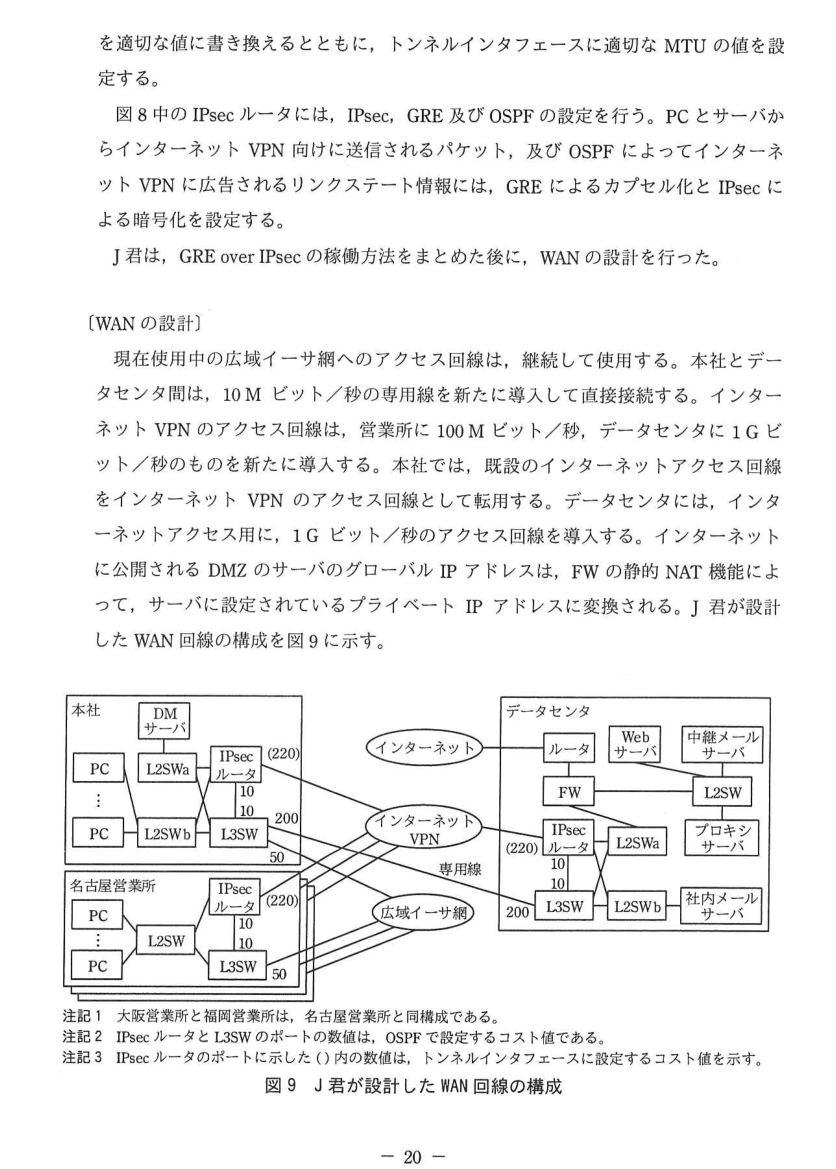 を適切な値に書き換えるとともに，トンネルインタフェースに適切な MTU の値を設
定する。
図 8 中の IPsec ルータには，IPsec，GRE 及び OSPF の設定を行う。PC とサーバか
らインターネット VPN 向けに送信されるパケット，及び OSPF によってインターネ
ット VPN に広告されるリンクステート情報には，GRE によるカプセル化と IPsec に
よる暗号化を設定する。
J 君は，GRE over IPsec の稼働方法をまとめた後に，WAN の設計を行った。
〔WAN の設計〕
現在使用中の広域イーサ網へのアクセス回線は，継続して使用する。本社とデー
タセンタ間は，10 M ビット／秒の専用線を新たに導入して直接接続する。インター
ネット VPN のアクセス回線は，営業所に 100 M ビット／秒，データセンタに 1 G ビ
ット／秒のものを新たに導入する。本社では，既設のインターネットアクセス回線
をインターネット VPN のアクセス回線として転用する。データセンタには，インタ
ーネットアクセス用に，1 G ビット／秒のアクセス回線を導入する。インターネット
に公開される DMZ のサーバのグローバル IP アドレスは，FW の静的 NAT 機能によ
って，サーバに設定されているプライベート IP アドレスに変換される。J 君が設計
した WAN 回線の構成を図 9 に示す。
本社
DM
サーバ
PC
L2SWa
IPsec
ルータ
(220)
10
10
⋮
PC
L2SWb
L3SW
200
50
名古屋営業所
PC
⋮
PC
L2SW
IPsec
ルータ
(220)
10
10
L3SW
50
インターネット
インターネット
VPN
専用線
広域イーサ網
データセンタ
ルータ
Web
サーバ
中継メール
サーバ
FW
L2SW
(220)
IPsec
ルータ
L2SWa
プロキシ
サーバ
10
10
200
L3SW
L2SWb
社内メール
サーバ
注記 1 大阪営業所と福岡営業所は，名古屋営業所と同構成である。
注記 2 IPsec ルータと L3SW のポートの数値は，OSPF で設定するコスト値である。
注記 3 IPsec ルータのポートに示した ( ) 内の数値は，トンネルインタフェースに設定するコスト値を示す。
図 9 J 君が設計した WAN 回線の構成
－ 20 －